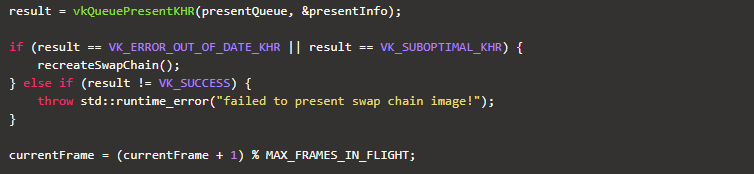 result = vkQueuePresentKHR(presentQueue, &presentInfo);
if (result == VK_ERROR_OUT_OF_DATE_KHR || result == VK_SUBOPTIMAL_KHR) {
    recreateSwapChain();
} else if (result != VK_SUCCESS) {
    throw std::runtime_error("failed to present swap chain image!");
}
currentFrame = (currentFrame + 1) % MAX_FRAMES_IN_FLIGHT;